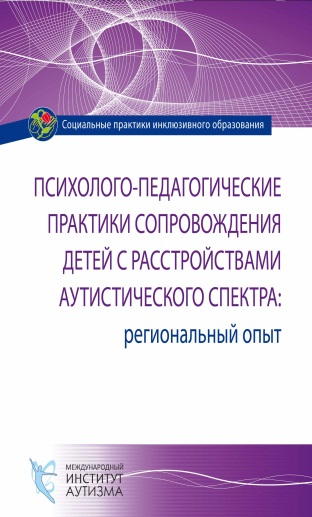 Социальные практики инклюзивного образования
ПСИХОЛОГО-ПЕДАГОГИЧЕСКИЕ
ПРАКТИКИ СОПРОВОЖДЕНИЯ
ДЕТЕЙ С РАССТРОЙСТВАМИ
АУТИСТИЧЕСКОГО СПЕКТРА:
региональный опыт
МЕЖДУНАРОДНЫЙ
ИНСТИТУТ
АУТИЗМА